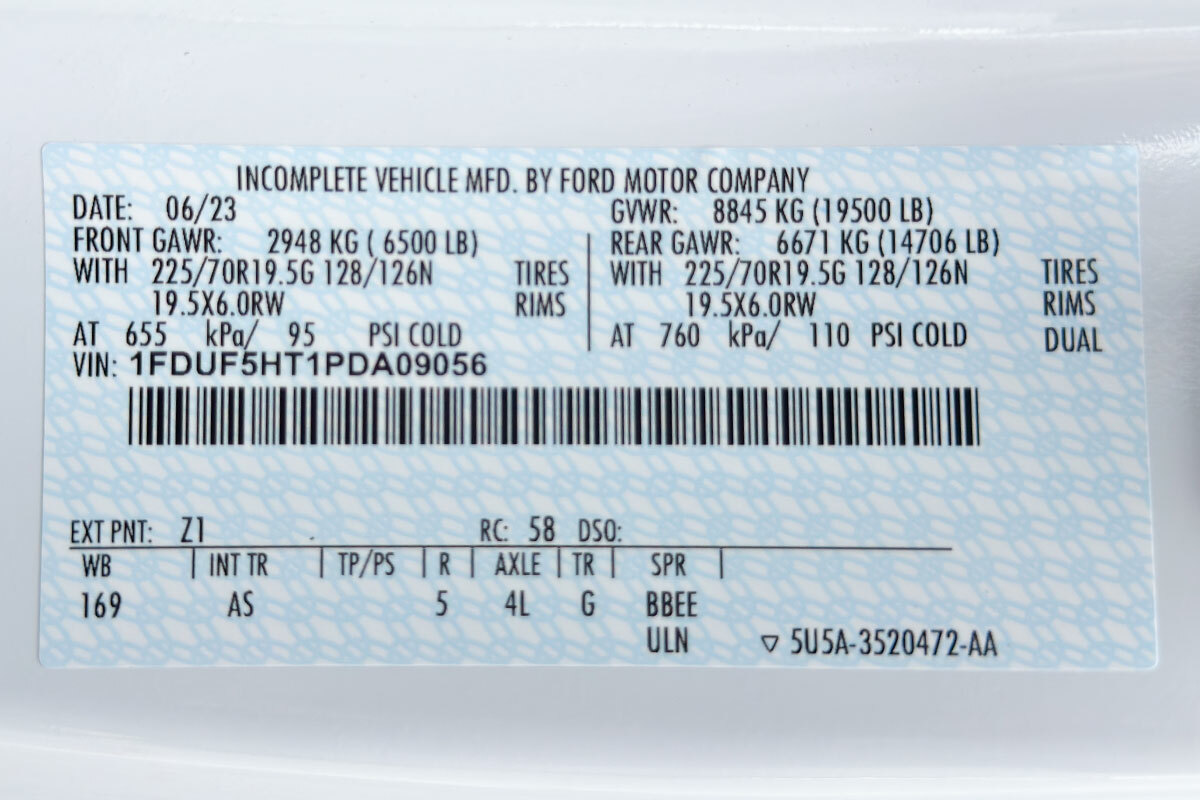 INCOMPLETE VEHICLE MFD. BY FORD MOTOR COMPANY
DATE: 06/23 GVWR: 8845 KG (19500 LB)
FRONT GAWR: 2948 KG ( 6500 LB) REAR GAWR: 6671 KG (14706 LB)
WITH 225/70R19.5G 128/126N TIRES WITH 225/70R19.5G 128/126N TIRES
19.5X6.0RW RIMS 19.5X6.0RW RIMS
AT 655 kPa/ 95 PSI COLD AT 760 kPa/ 110 PSI COLD DUAL
VIN: 1FDUF5HT1PDA09056
EXT PNT: Z1 RC: 58 DSO:
WB INT TR TP/PS R AXLE TR SPR
169 AS 5 4L G BBEE
ULN ▽ 5U5A-3520472-AA